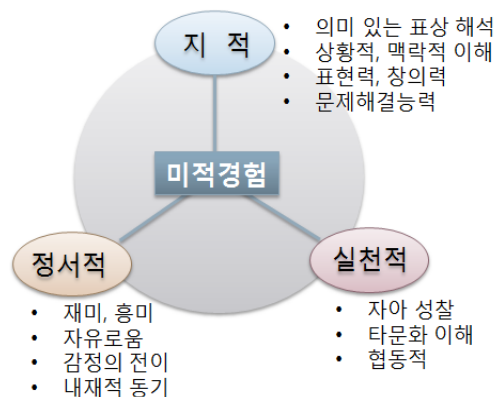 지 적
• 의미 있는 표상 해석
• 상황적, 맥락적 이해
• 표현력, 창의력
• 문제해결능력
미적경험
정서적
• 재미, 흥미
• 자유로움
• 감정의 전이
• 내재적 동기
실천적
• 자아 성찰
• 타문화 이해
• 협동적